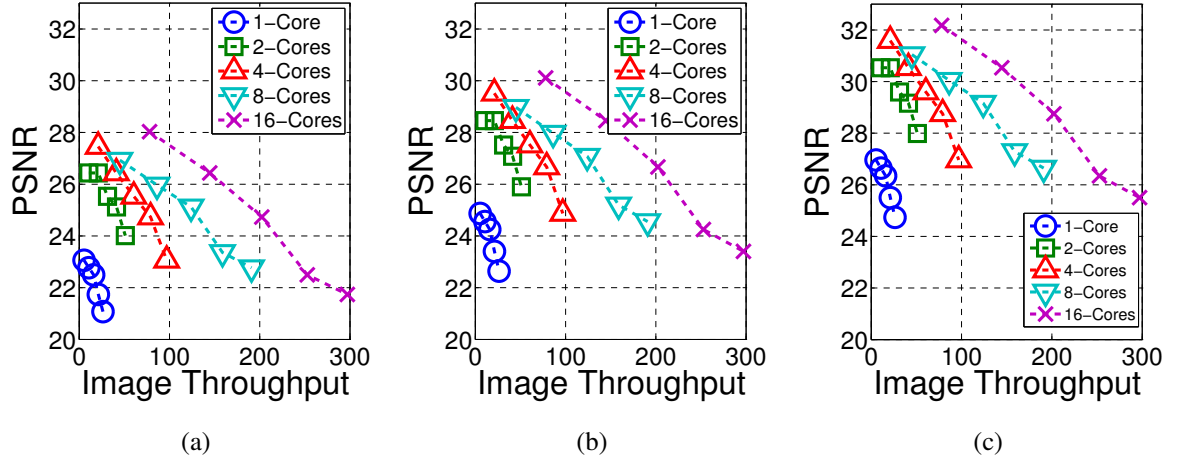 32
30
28
26
24
22
20
PSNR
0
100
200
300
Image Throughput
1-Core
2-Cores
4-Cores
8-Cores
16-Cores
(a)
32
30
28
26
24
22
20
PSNR
0
100
200
300
Image Throughput
1-Core
2-Cores
4-Cores
8-Cores
16-Cores
(b)
32
30
28
26
24
22
20
PSNR
0
100
200
300
Image Throughput
1-Core
2-Cores
4-Cores
8-Cores
16-Cores
(c)